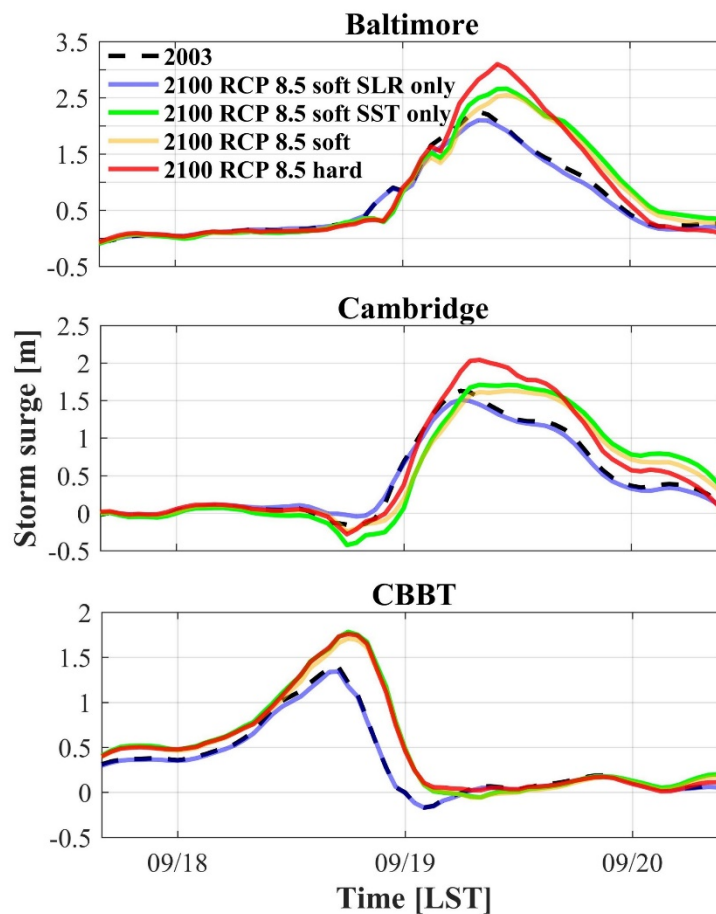 Baltimore
3.5
2.5
1.5
0.5
-0.5
2003
2100 RCP 8.5 soft SLR only
2100 RCP 8.5 soft SST only
2100 RCP 8.5 soft
2100 RCP 8.5 hard
Cambridge
2.5
2
1.5
1
0.5
0
-0.5
Storm surge [m]
CBBT
2
1.5
1
0.5
0
-0.5
09/18
09/19
09/20
Time [LST]